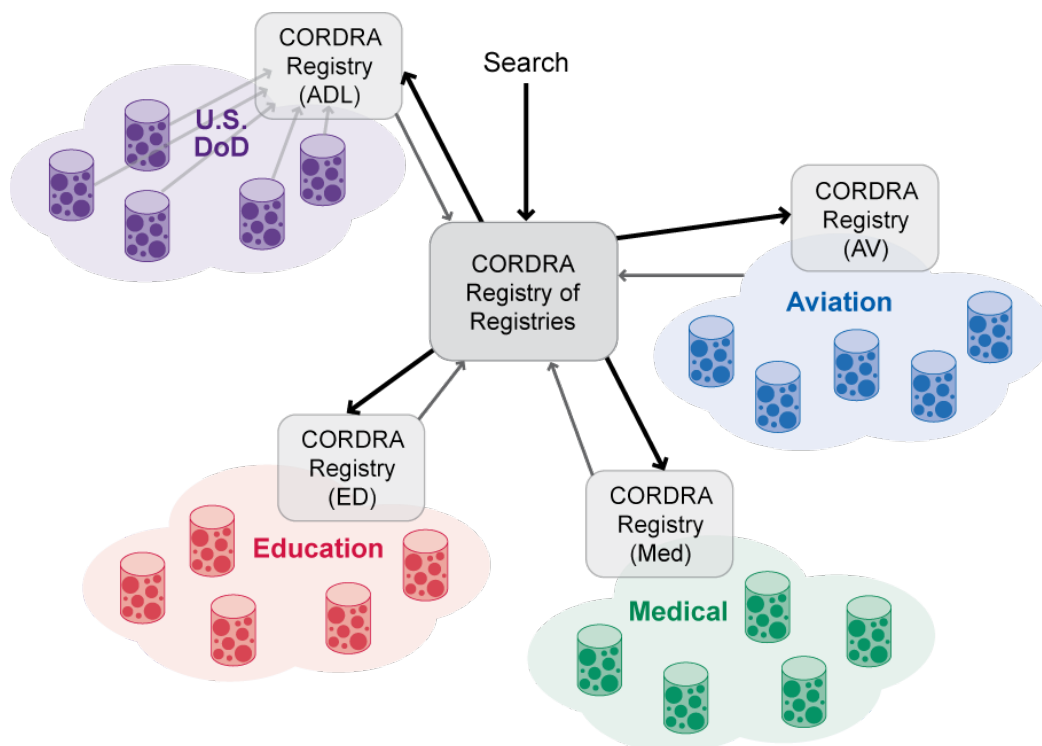 CORDRA
Registry
(ADL)
Search
U.S.
DoD
CORDRA
Registry
(AV)
CORDRA
Registry of
Registries
Aviation
CORDRA
Registry
(ED)
CORDRA
Registry
(Med)
Education
Medical